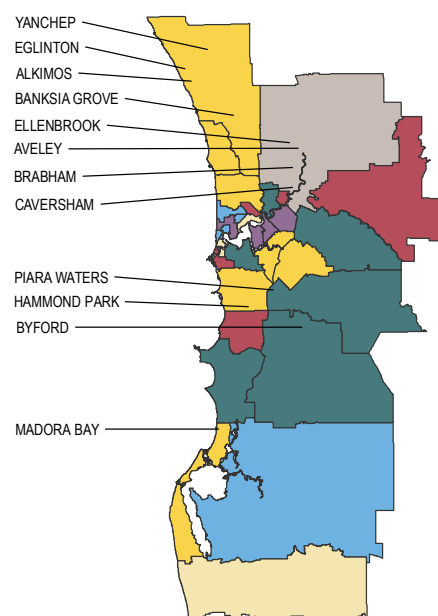 YANCHEP
EGLINTON
ALKIMOS
BANKSIA GROVE
ELLENBROOK
AVELEY
BRABHAM
CAVERSHAM
PIARA WATERS
HAMMOND PARK
BYFORD
MADORA BAY